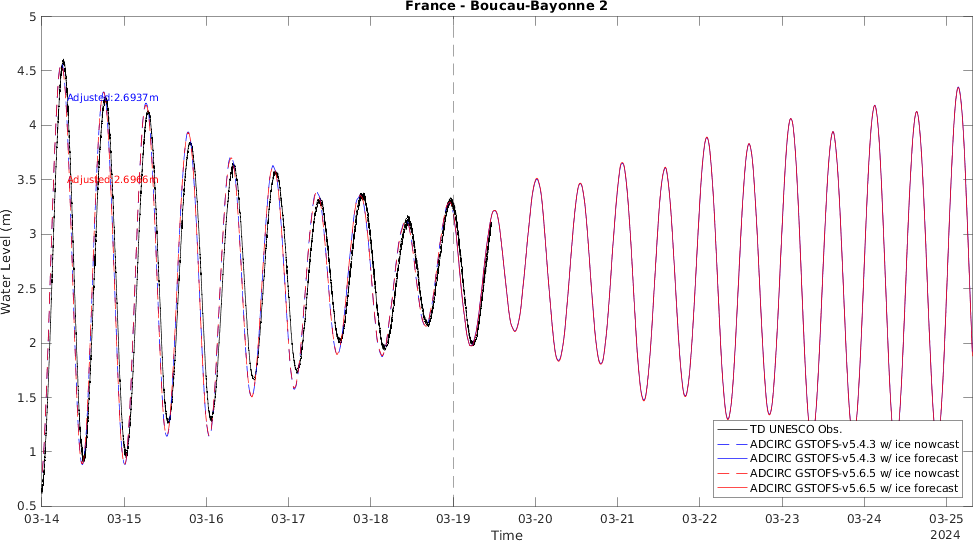 France - Boucau-Bayonne 2
Water Level (m)
5
4.5
4
3.5
3
2.5
2
1.5
1
0.5
Adjusted:2.6937m
Adjusted:2.6966m
TD UNESCO Obs.
ADCIRC GSTOFS-v5.4.3 w/ ice nowcast
ADCIRC GSTOFS-v5.4.3 w/ ice forecast
ADCIRC GSTOFS-v5.6.5 w/ ice nowcast
ADCIRC GSTOFS-v5.6.5 w/ ice forecast
03-14 03-15 03-16 03-17 03-18 03-19 03-20 03-21 03-22 03-23 03-24 03-25
Time
2024